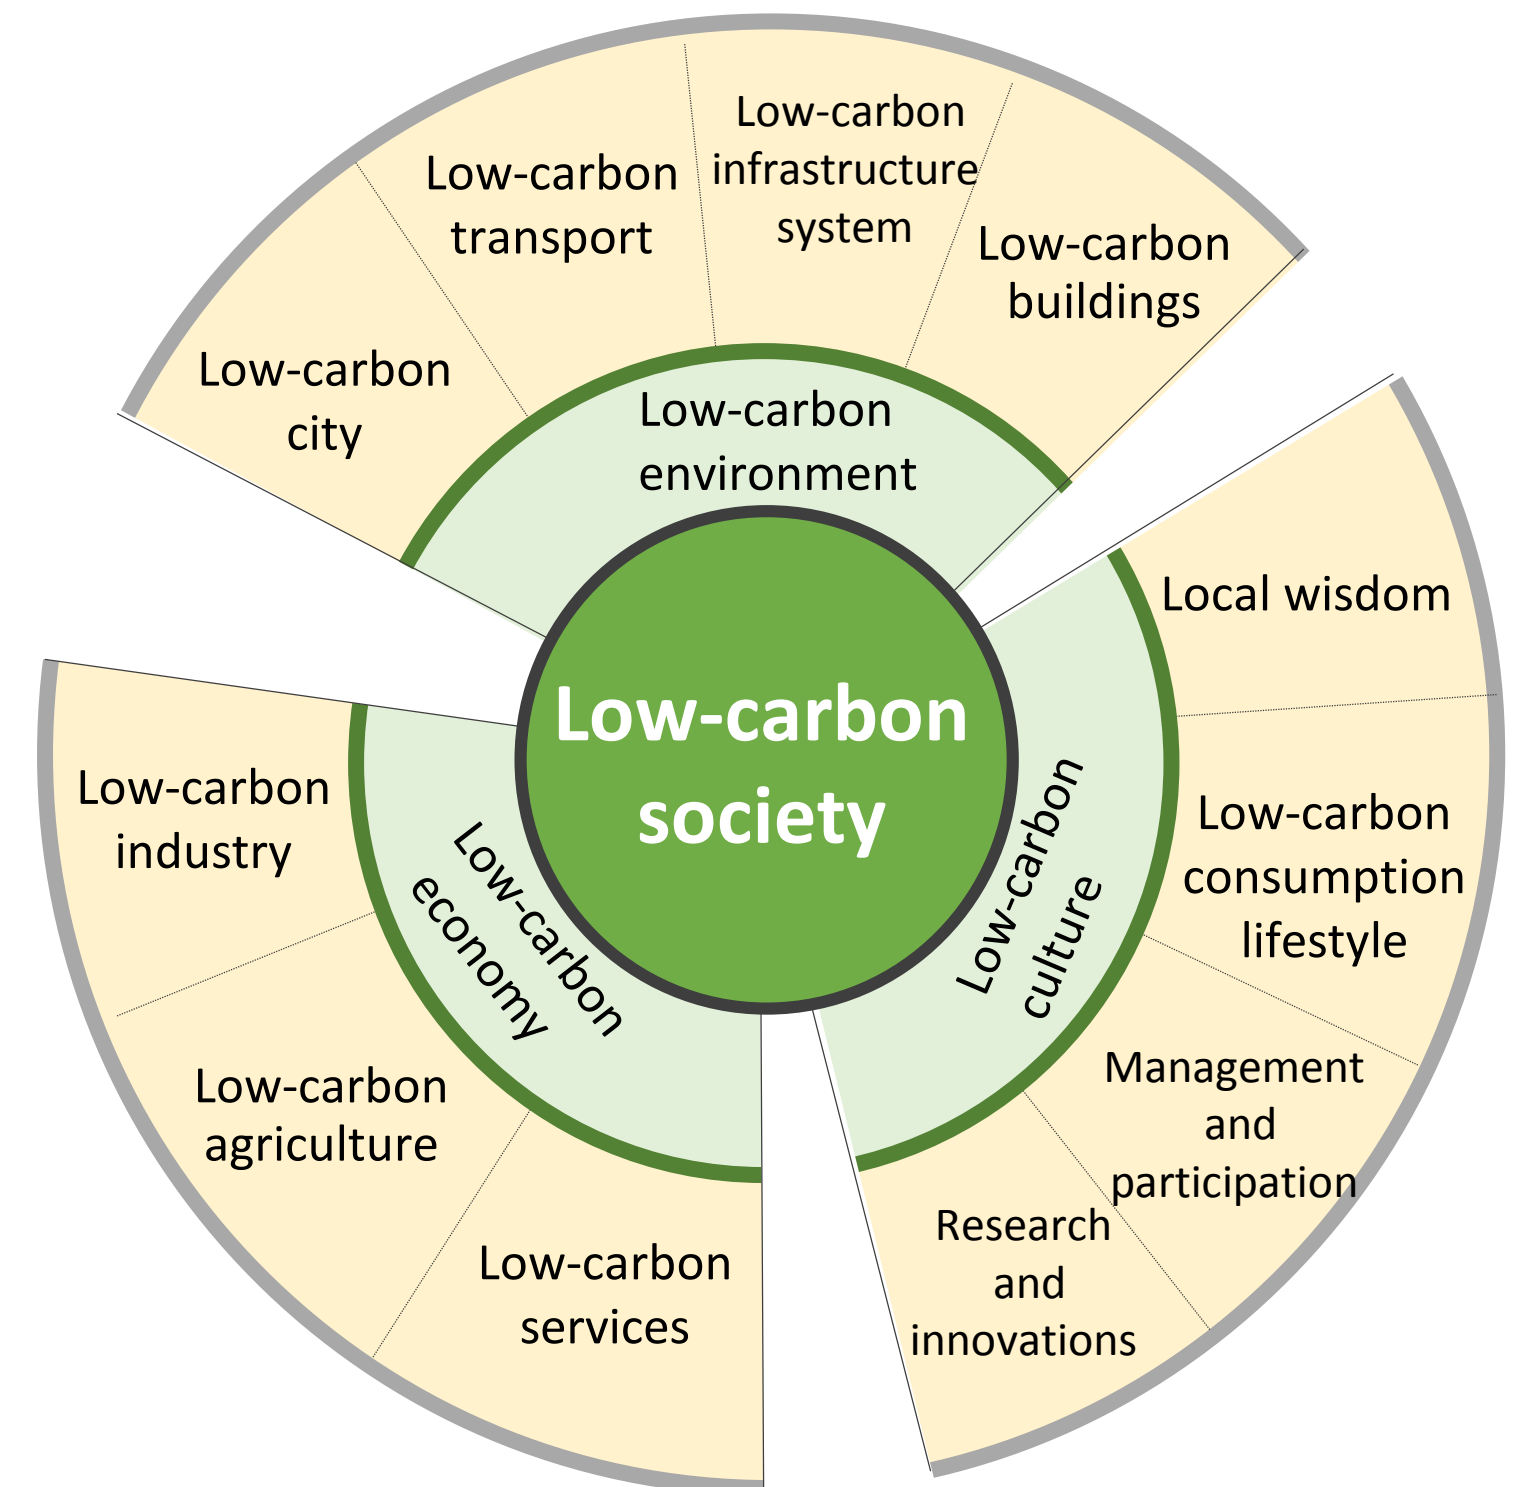 Low-carbon
infrastructure
system
Low-carbon
transport
Low-carbon
buildings
Low-carbon
city
Low-carbon
environment
Local wisdom
Low-carbon
society
Low-carbon
culture
Low-carbon
consumption
lifestyle
Management
and
participation
Research
and
innovations
Low-carbon
economy
Low-carbon
industry
Low-carbon
agriculture
Low-carbon
services